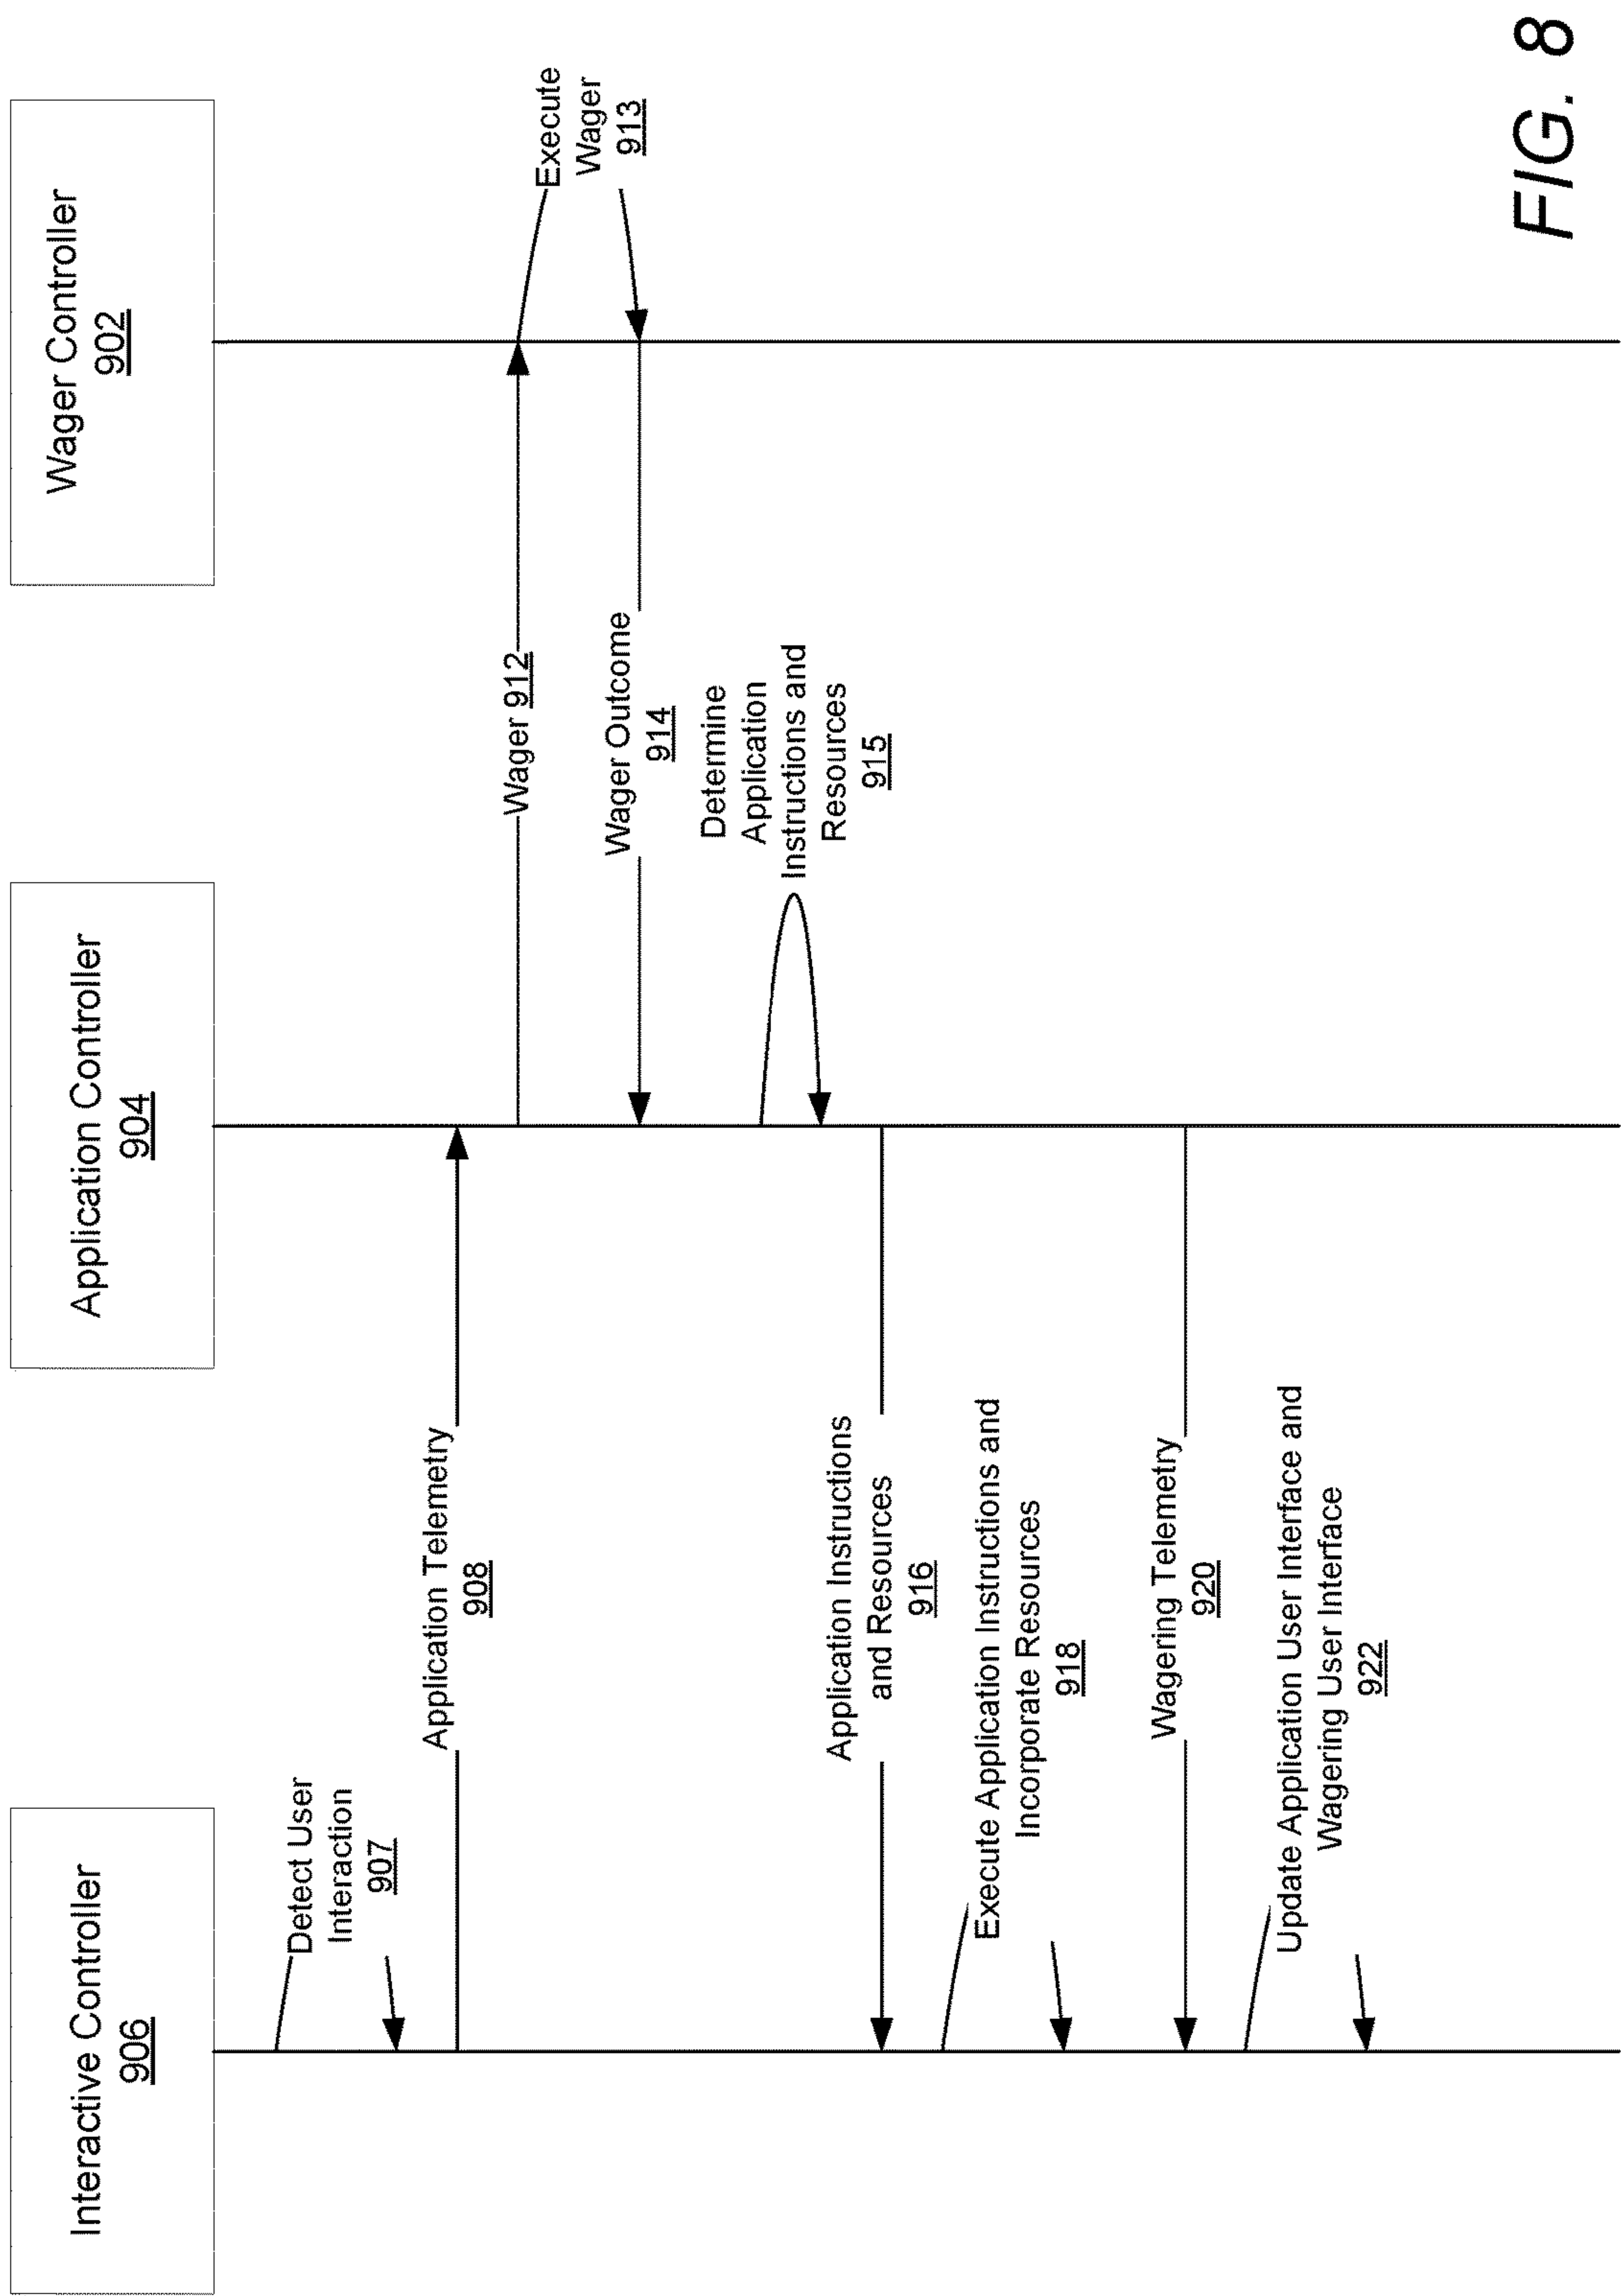 Interactive Controller
906
Application Controller
904
Wager Controller
902
Detect User
Interaction
907
Application Telemetry
908
Wager 912
Execute
Wager
913
Wager Outcome
914
Determine
Application
Instructions and
Resources
915
Application Instructions
and Resources
916
Execute Application Instructions and
Incorporate Resources
918
Wagering Telemetry
920
Update Application User Interface and
Wagering User Interface
922
FIG. 8